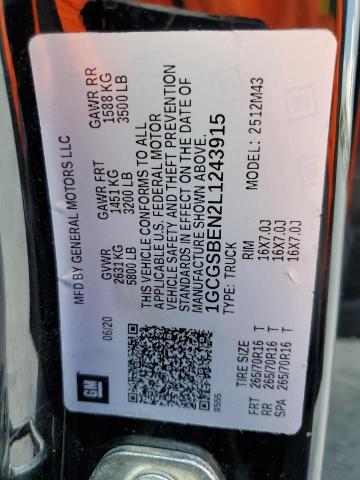 MFD BY GENERAL MOTORS LLC
06/20
GVWR
2631 KG
5800 LB
GAWR FRT
1451 KG
3200 LB
GAWR RR
1588 KG
3500 LB
THIS VEHICLE CONFORMS TO ALL
APPLICABLE U.S. FEDERAL MOTOR
VEHICLE SAFETY AND THEFT PREVENTION
STANDARDS IN EFFECT ON THE DATE OF
MANUFACTURE SHOWN ABOVE.
1GCGSBEN2L1243915
TYPE: TRUCK
MODEL: 2512M43
GM
8555
TIRE SIZE RIM
FRT 265/70R16 T 16X7.0J
RR 265/70R16 T 16X7.0J
SPA 265/70R16 T 16X7.0J